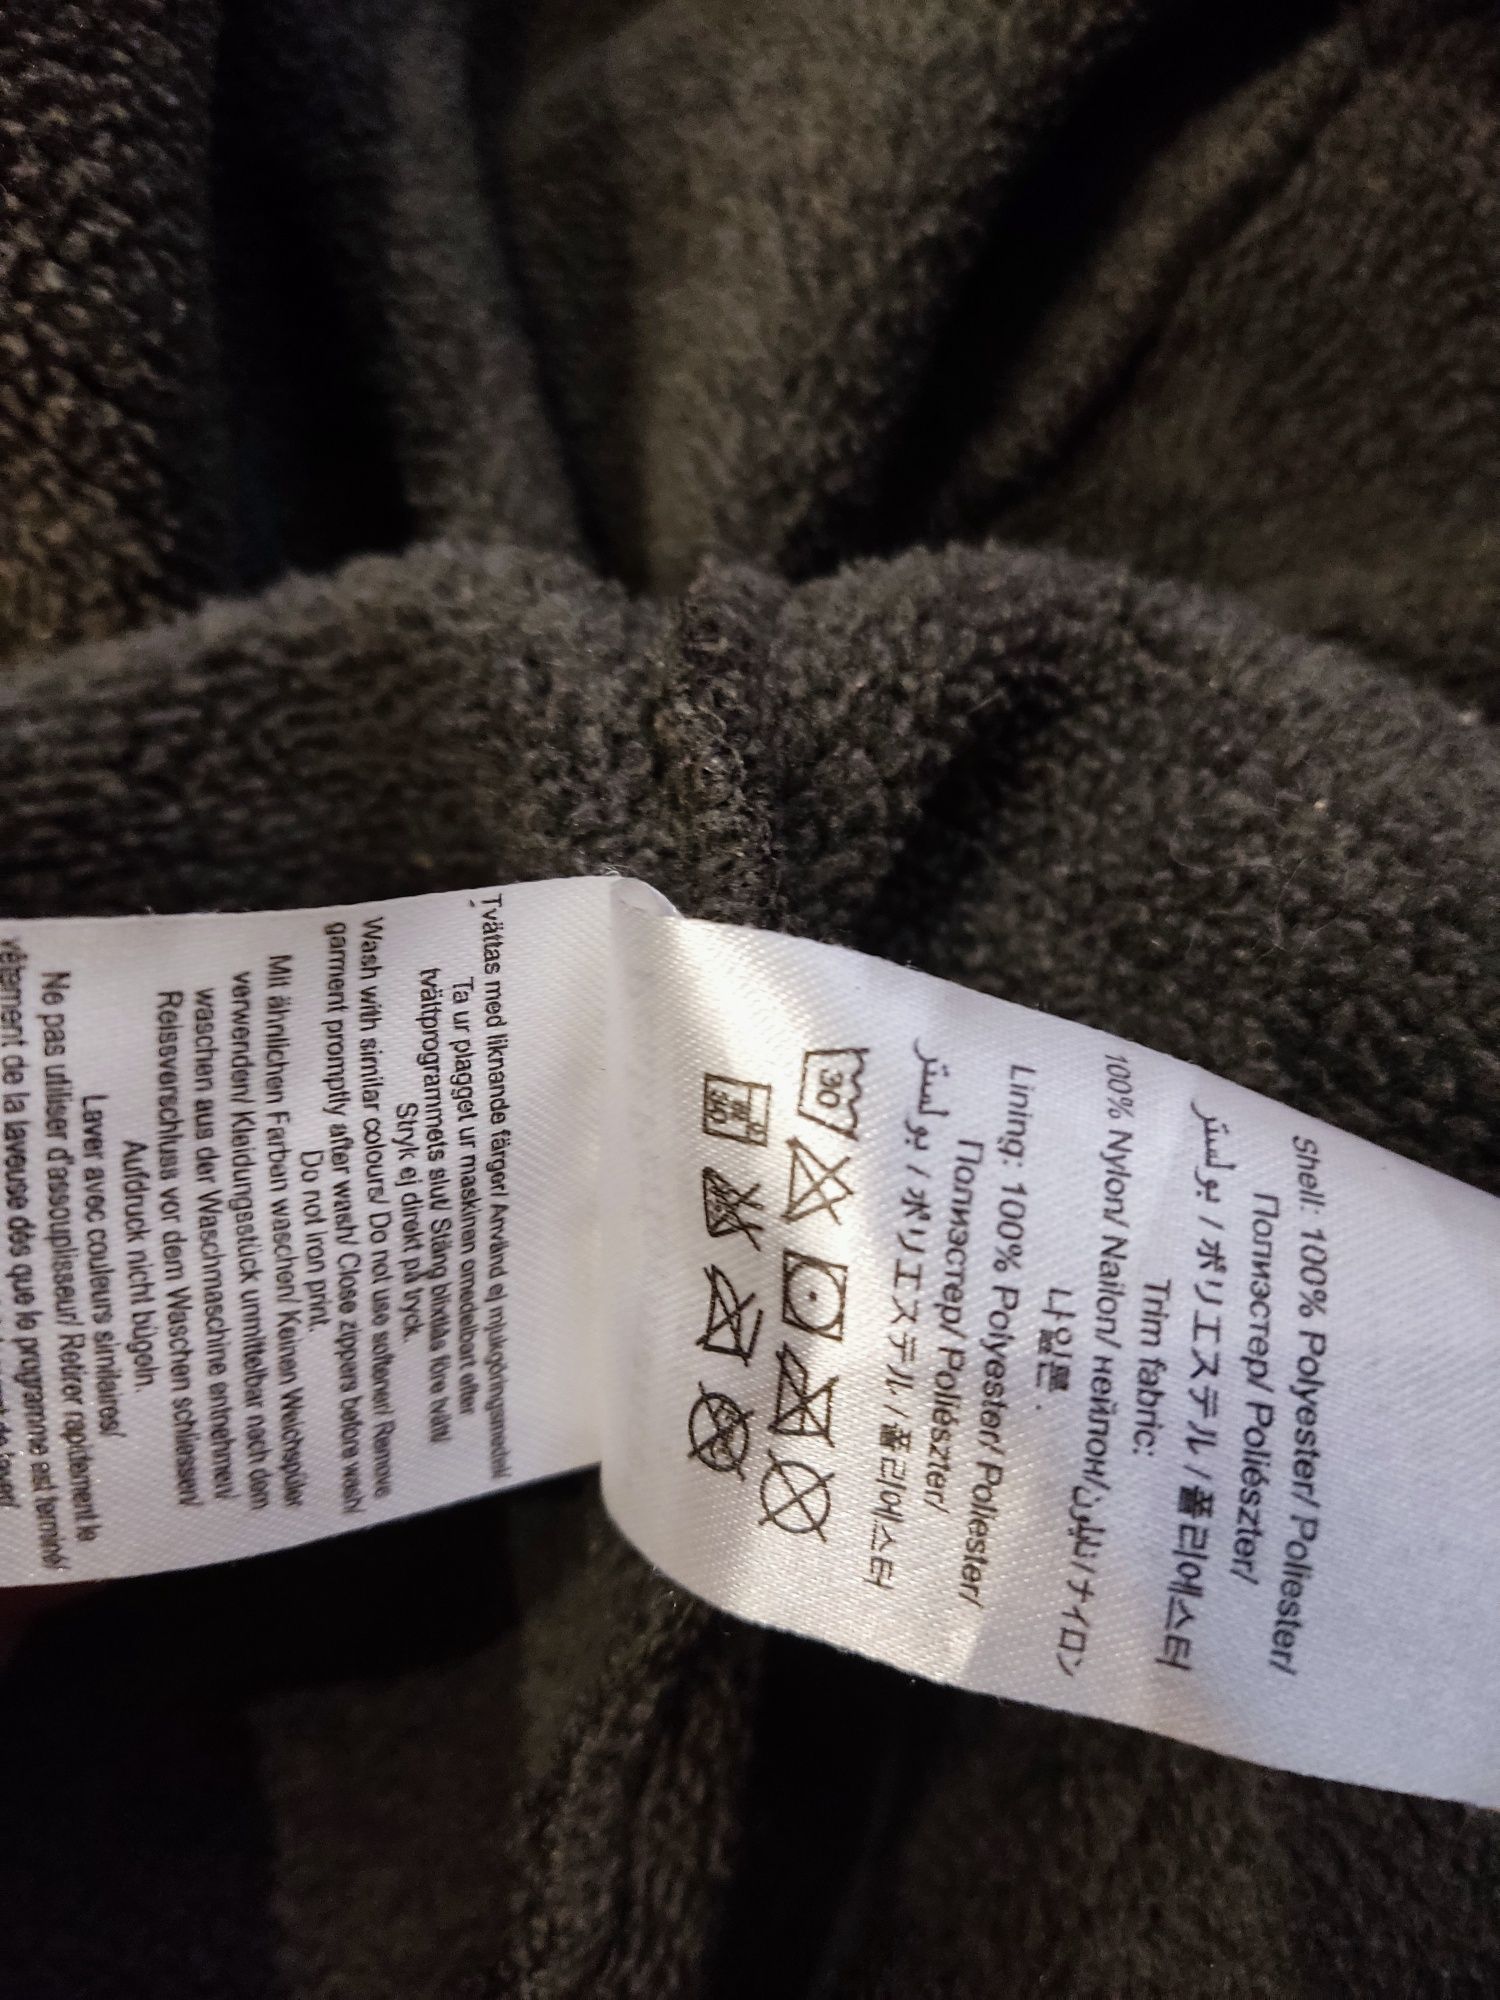 Shell: 100% Polyester/ Poliester/
Полиэстер/ Poliészter/
بوليستر / ポリエステル / 폴리에스터
Trim fabric:
100% Nylon/ Nailon/ нейлон/نايلون/ナイロン
나일론.
Lining: 100% Polyester/ Poliester/
Полиэстер/ Poliészter/
بوليستر / ポリエステル / 폴리에스터
30
30
Tvättas med liknande färger/ Använd ej mjukgöringsmedel/
Ta ur plagget ur maskinen omedelbart efter
tvättprogrammets slut/ Stäng blixtlås före tvätt/
Stryk ej direkt på tryck.
Wash with similar colours/ Do not use softener/ Remove
garment promptly after wash/ Close zippers before wash/
Do not iron print.
Mit ähnlichen Farben waschen/ Keinen Weichspüler
verwenden/ Kleidungsstück unmittelbar nach dem
waschen aus der Waschmaschine entnehmen/
Reissverschluss vor dem Waschen schliessen/
Aufdruck nicht bügeln.
Laver avec couleurs similaires/
Ne pas utiliser d'assouplisseur/ Retirer rapidement le
vêtement de la laveuse dès que le programme est terminé/